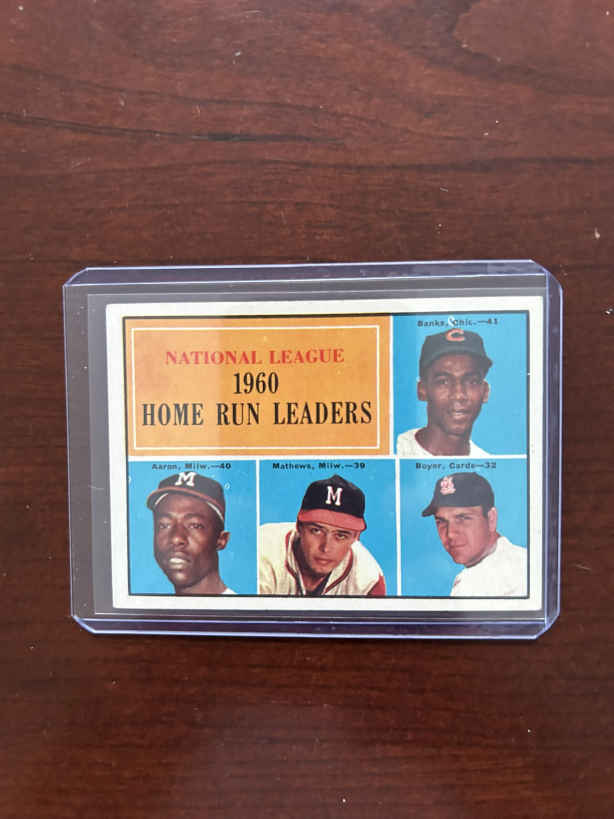 NATIONAL LEAGUE
1960
HOME RUN LEADERS
Banks, Chic.—41
Aaron, Milw.—40
Mathews, Milw.—39
Boyer, Cards—32
C
M
M